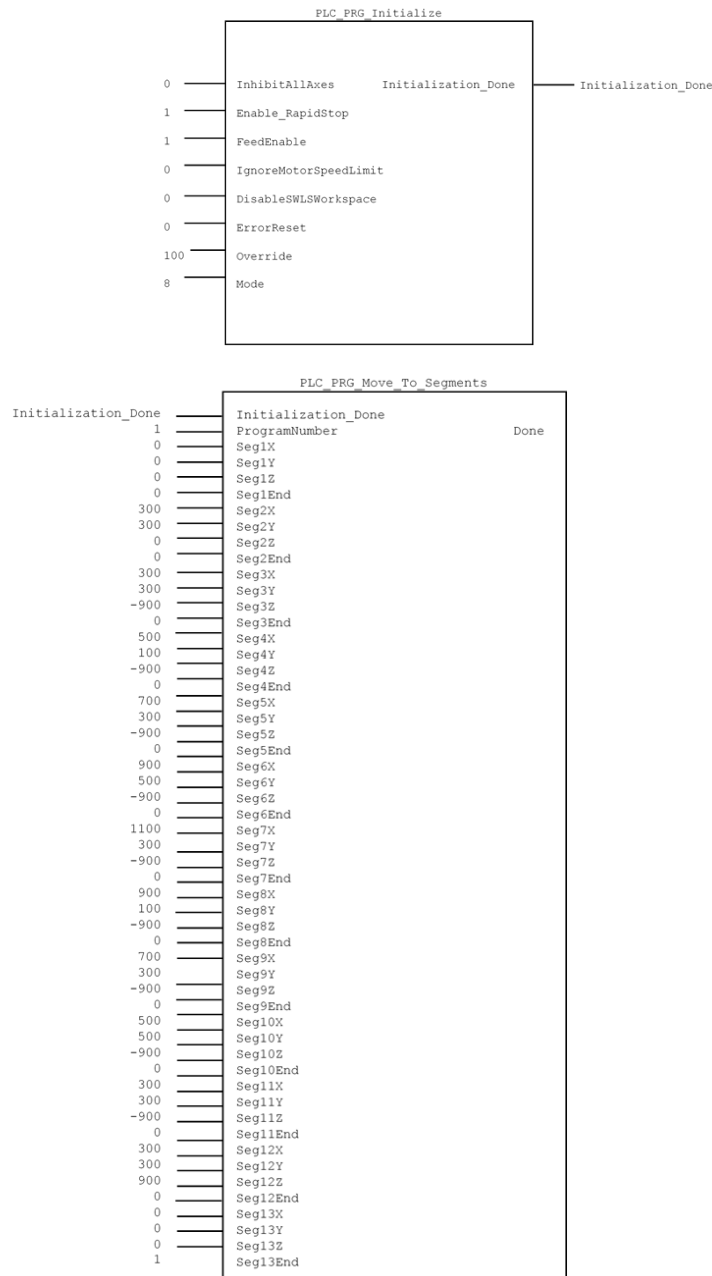 PLC_PRG_Initialize
0 InhibitAllAxes Initialization_Done Initialization_Done
1 Enable_RapidStop
1 FeedEnable
0 IgnoreMotorSpeedLimit
0 DisableSWLSWorkspace
0 ErrorReset
100 Override
8 Mode
PLC_PRG_Move_To_Segments
Initialization_Done Initialization_Done
1 ProgramNumber Done
0 Seg1X
0 Seg1Y
0 Seg1Z
0 Seg1End
300 Seg2X
300 Seg2Y
0 Seg2Z
0 Seg2End
300 Seg3X
300 Seg3Y
-900 Seg3Z
0 Seg3End
500 Seg4X
100 Seg4Y
-900 Seg4Z
0 Seg4End
700 Seg5X
300 Seg5Y
-900 Seg5Z
0 Seg5End
900 Seg6X
500 Seg6Y
-900 Seg6Z
0 Seg6End
1100 Seg7X
300 Seg7Y
-900 Seg7Z
0 Seg7End
900 Seg8X
100 Seg8Y
-900 Seg8Z
0 Seg8End
700 Seg9X
300 Seg9Y
-900 Seg9Z
0 Seg9End
500 Seg10X
500 Seg10Y
-900 Seg10Z
0 Seg10End
300 Seg11X
300 Seg11Y
-900 Seg11Z
0 Seg11End
300 Seg12X
300 Seg12Y
900 Seg12Z
0 Seg12End
0 Seg13X
0 Seg13Y
0 Seg13Z
1 Seg13End